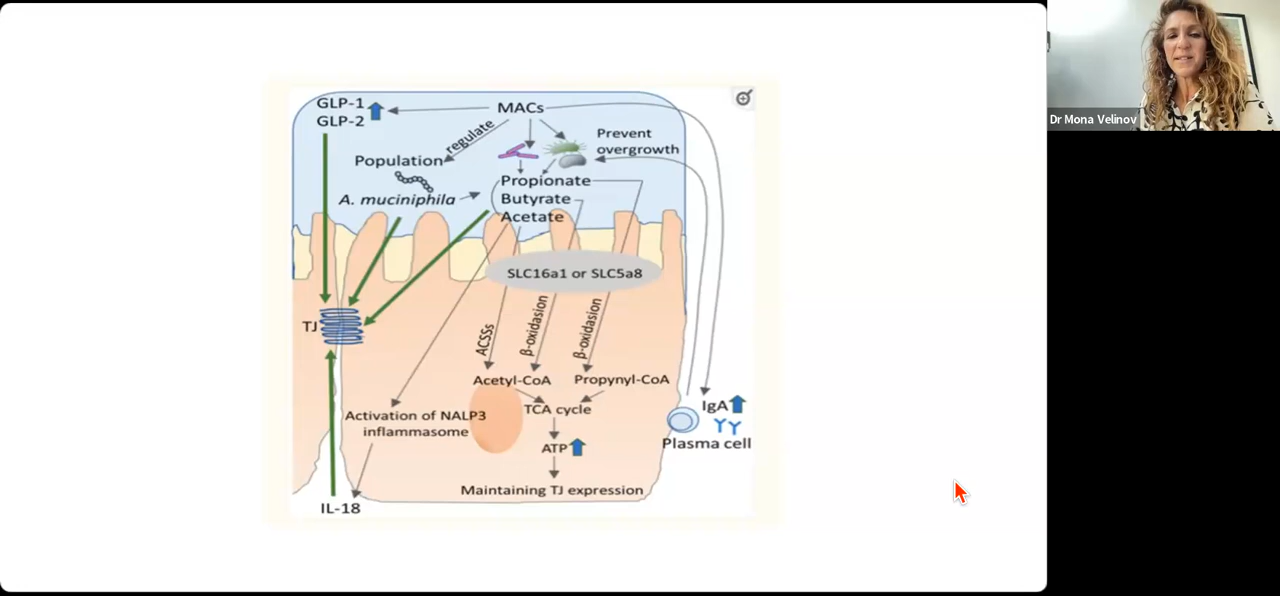 GLP-1
GLP-2
MACs
Prevent
overgrowth
regulate
Population
A. muciniphila
Propionate
Butyrate
Acetate
SLC16a1 or SLC5a8
TJ
ACSSs
β-oxidasion
β-oxidasion
Acetyl-CoA
Propynyl-CoA
TCA cycle
Activation of NALP3
inflammasome
ATP
IgA
Plasma cell
Maintaining TJ expression
IL-18
Dr Mona Velinov